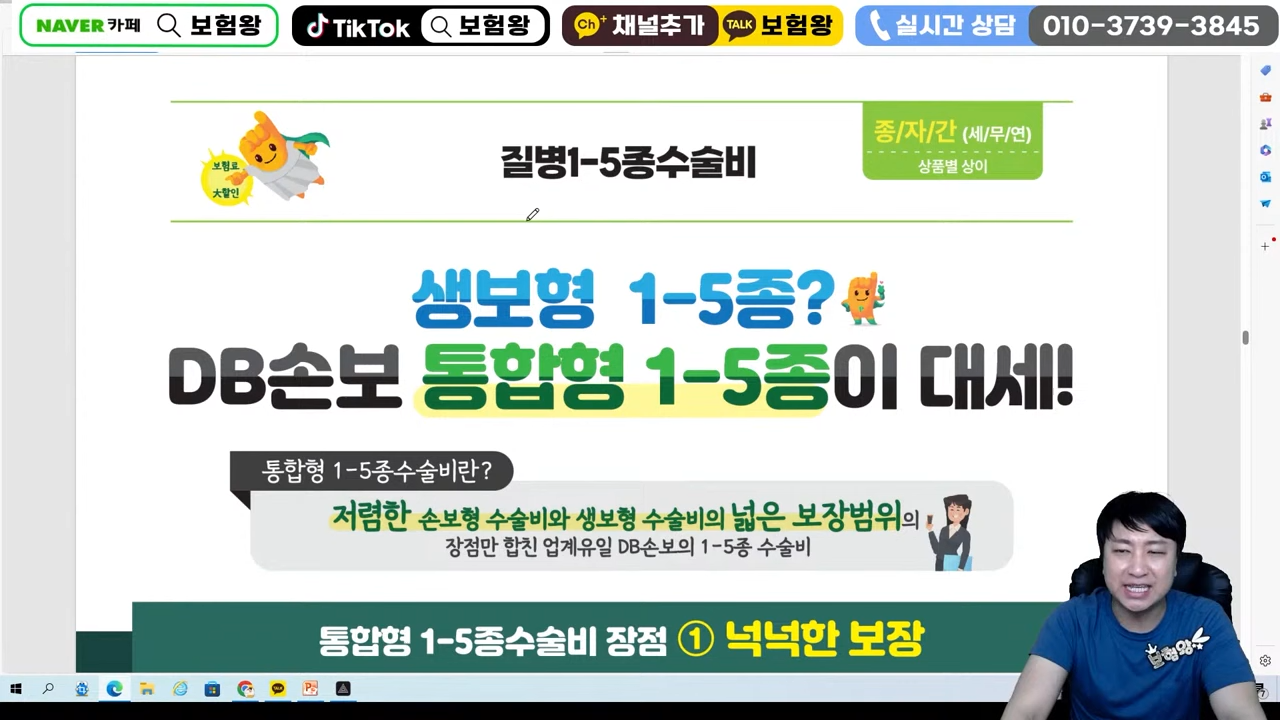 NAVER 카페 보험왕
TikTok 보험왕
Ch+ 채널추가 TALK 보험왕
실시간 상담 010-3739-3845
보험료
大할인
질병1-5종수술비
종/자/간 (세/무/연)
상품별 상이
생보형 1-5종?
DB손보 통합형 1-5종이 대세!
통합형 1-5종수술비란?
저렴한 손보형 수술비와 생보형 수술비의 넓은 보장범위의
장점만 합친 업계유일 DB손보의 1-5종 수술비
통합형 1-5종수술비 장점 ① 넉넉한 보장
보험왕